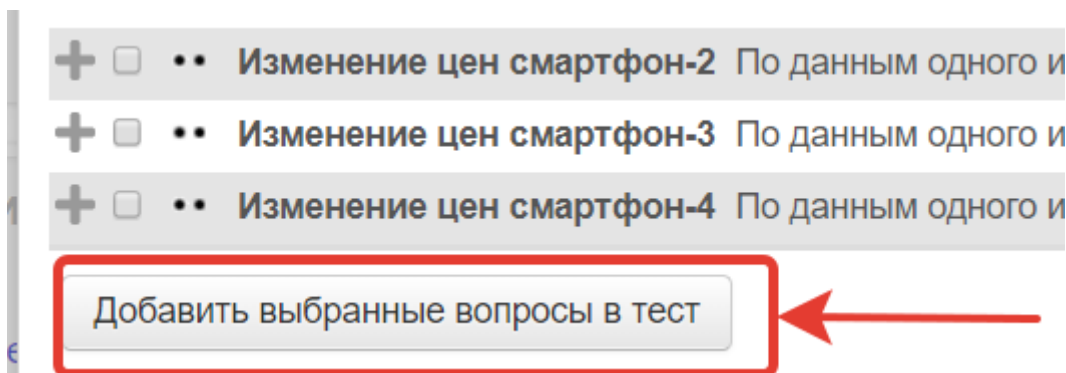 Изменение цен смартфон-2 По данным одного и
Изменение цен смартфон-3 По данным одного и
Изменение цен смартфон-4 По данным одного и
Добавить выбранные вопросы в тест